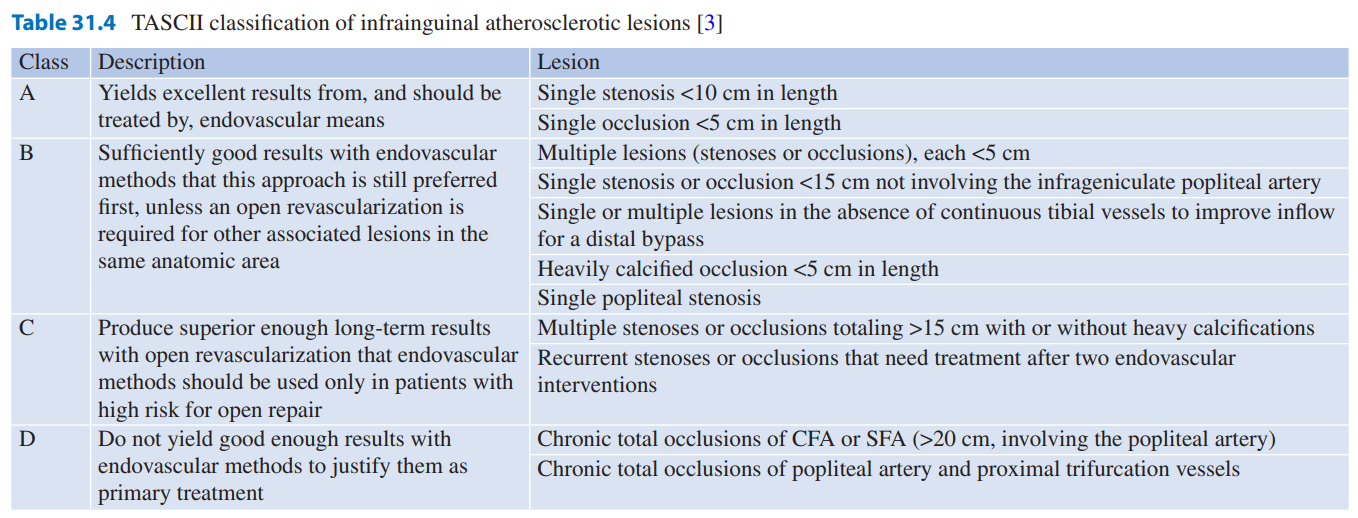 Table 31.4 TASCII classification of infrainguinal atherosclerotic lesions [3]
Class Description Lesion
A Yields excellent results from, and should be
treated by, endovascular means
Single stenosis <10 cm in length
Single occlusion <5 cm in length
B Sufficiently good results with endovascular
methods that this approach is still preferred
first, unless an open revascularization is
required for other associated lesions in the
same anatomic area
Multiple lesions (stenoses or occlusions), each <5 cm
Single stenosis or occlusion <15 cm not involving the infrageniculate popliteal artery
Single or multiple lesions in the absence of continuous tibial vessels to improve inflow
for a distal bypass
Heavily calcified occlusion <5 cm in length
Single popliteal stenosis
C Produce superior enough long-term results
with open revascularization that endovascular
methods should be used only in patients with
high risk for open repair
Multiple stenoses or occlusions totaling >15 cm with or without heavy calcifications
Recurrent stenoses or occlusions that need treatment after two endovascular
interventions
D Do not yield good enough results with
endovascular methods to justify them as
primary treatment
Chronic total occlusions of CFA or SFA (>20 cm, involving the popliteal artery)
Chronic total occlusions of popliteal artery and proximal trifurcation vessels